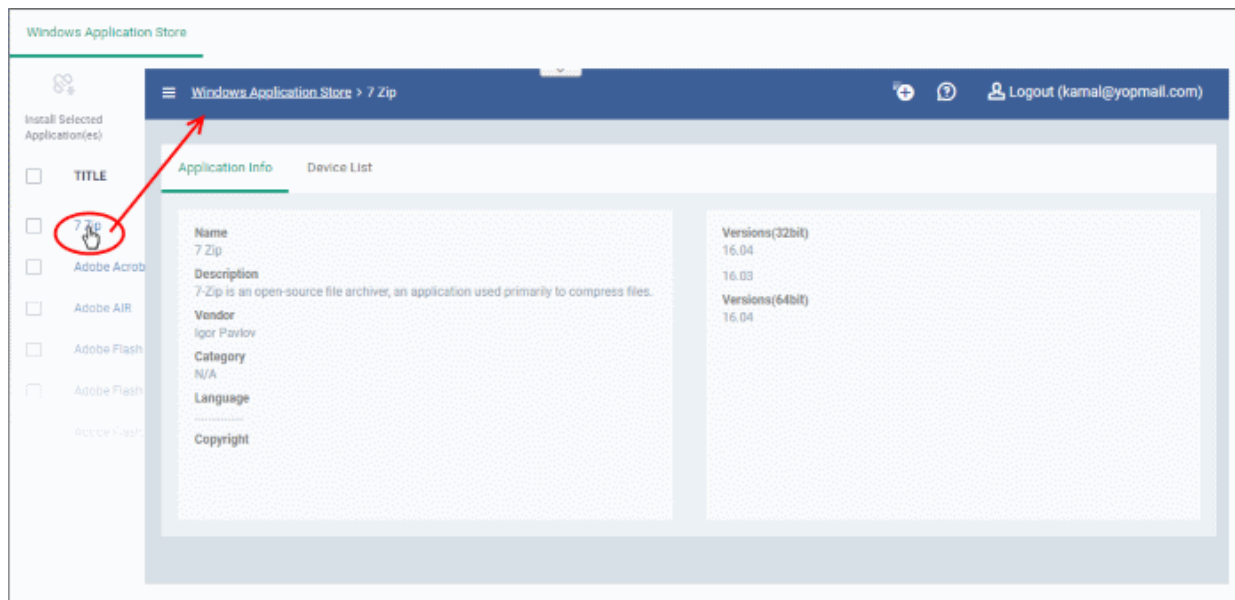 Windows Application Store
Install Selected
Application(es)
TITLE
7 Zip
Adobe Acrob
Adobe AIR
Adobe Flash
Adobe Flash
Adobe Flash
Windows Application Store > 7 Zip
Logout (kamal@yopmail.com)
Application Info
Device List
Name
7 Zip
Description
7-Zip is an open-source file archiver, an application used primarily to compress files.
Vendor
Igor Pavlov
Category
N/A
Language
------------
Copyright
Versions(32bit)
16.04
16.03
Versions(64bit)
16.04